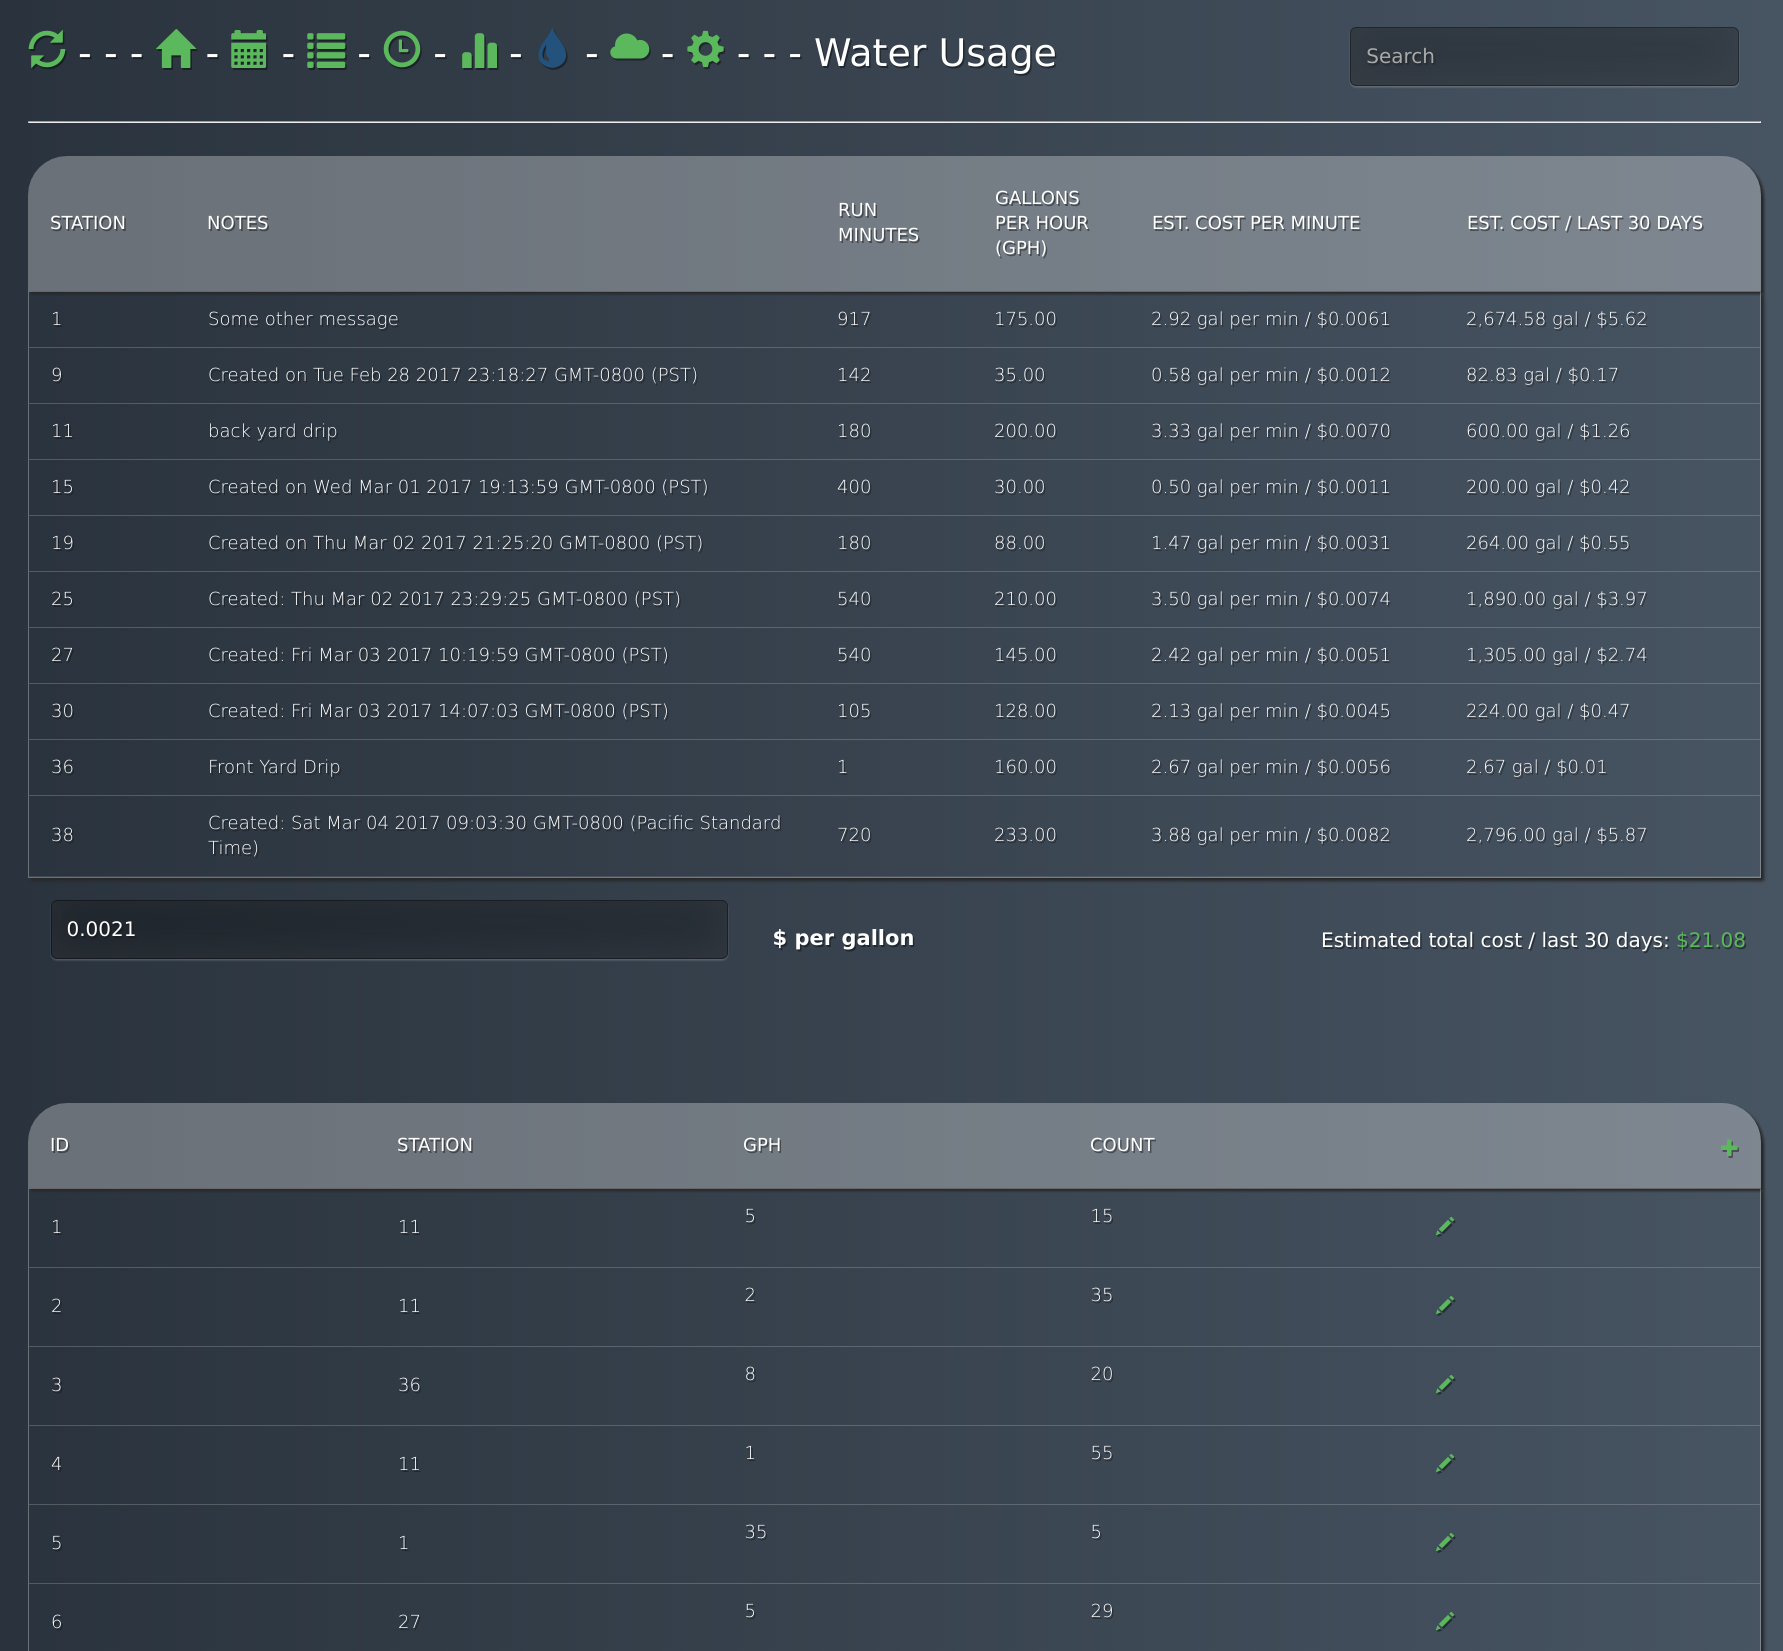 - - - - - - - - - - - - Water Usage
Search
STATION NOTES RUN MINUTES GALLONS PER HOUR (GPH) EST. COST PER MINUTE EST. COST / LAST 30 DAYS
1 Some other message 917 175.00 2.92 gal per min / $0.0061 2,674.58 gal / $5.62
9 Created on Tue Feb 28 2017 23:18:27 GMT-0800 (PST) 142 35.00 0.58 gal per min / $0.0012 82.83 gal / $0.17
11 back yard drip 180 200.00 3.33 gal per min / $0.0070 600.00 gal / $1.26
15 Created on Wed Mar 01 2017 19:13:59 GMT-0800 (PST) 400 30.00 0.50 gal per min / $0.0011 200.00 gal / $0.42
19 Created on Thu Mar 02 2017 21:25:20 GMT-0800 (PST) 180 88.00 1.47 gal per min / $0.0031 264.00 gal / $0.55
25 Created: Thu Mar 02 2017 23:29:25 GMT-0800 (PST) 540 210.00 3.50 gal per min / $0.0074 1,890.00 gal / $3.97
27 Created: Fri Mar 03 2017 10:19:59 GMT-0800 (PST) 540 145.00 2.42 gal per min / $0.0051 1,305.00 gal / $2.74
30 Created: Fri Mar 03 2017 14:07:03 GMT-0800 (PST) 105 128.00 2.13 gal per min / $0.0045 224.00 gal / $0.47
36 Front Yard Drip 1 160.00 2.67 gal per min / $0.0056 2.67 gal / $0.01
38 Created: Sat Mar 04 2017 09:03:30 GMT-0800 (Pacific Standard Time) 720 233.00 3.88 gal per min / $0.0082 2,796.00 gal / $5.87
0.0021 $ per gallon Estimated total cost / last 30 days: $21.08
ID STATION GPH COUNT
1 11 5 15
2 11 2 35
3 36 8 20
4 11 1 55
5 1 35 5
6 27 5 29